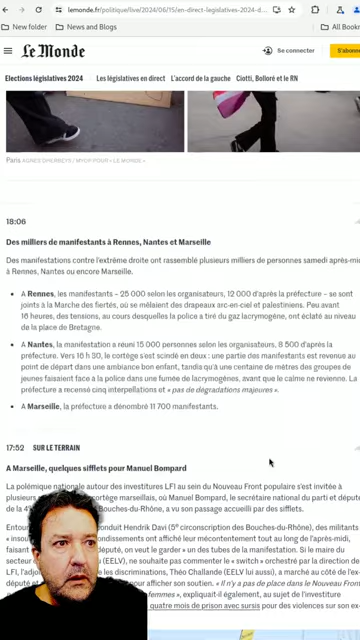 lemonde.fr/politique/live/2024/06/15/en-direct-legislatives-2024-d...
New folder
News and Blogs
All Book
Le Monde
Se connecter
S'abonne
Elections législatives 2024
Les législatives en direct
L'accord de la gauche
Ciotti, Bolloré et le RN
Paris AGNES DHERBEYS / MYOP POUR « LE MONDE »
18:06
Des milliers de manifestants à Rennes, Nantes et Marseille
Des manifestations contre l'extrême droite ont rassemblé plusieurs milliers de personnes samedi après-mid
à Rennes, Nantes ou encore Marseille.
• A Rennes, les manifestants – 25 000 selon les organisateurs, 12 000 d'après la préfecture – se sont
joints à la Marche des fiertés, où se mêlaient des drapeaux arc-en-ciel et palestiniens. Peu avant
16 heures, des tensions, au cours desquelles la police a tiré du gaz lacrymogène, ont éclaté au niveau
de la place de Bretagne.
• A Nantes, la manifestation a réuni 15 000 personnes selon les organisateurs, 8 500 d'après la
préfecture. Vers 16 h 30, le cortège s'est scindé en deux : une partie des manifestants est revenue au
point de départ dans une ambiance bon enfant, tandis qu'à une centaine de mètres des groupes de
jeunes faisaient face à la police dans une fumée de lacrymogènes, avant que le calme ne revienne. La
préfecture a recensé cinq interpellations et « pas de dégradations majeures ».
• A Marseille, la préfecture a dénombré 11 700 manifestants.
17:52 SUR LE TERRAIN
A Marseille, quelques sifflets pour Manuel Bompard
La polémique nationale autour des investitures LFI au sein du Nouveau Front populaire s'est invitée à
plusieurs cortège marseillais, où Manuel Bompard, le secrétaire national du parti et députe
de la 4ᵉ Bouches-du-Rhône, a vu son passage accueilli par des sifflets.
Entour onduit Hendrik Davi (5ᵉ circonscription des Bouches-du-Rhône), des militants
« insou ondissements ont affiché leur mécontentement tout au long de l'après-midi,
faisant député, on veut le garder » un des tubes de la manifestation. Si le maire du
secteur (EELV), ne souhaite pas commenter le « switch » orchestré par la direction de
LFI, l'adjoi e les discriminations, Théo Challande (EELV lui aussi), a marché au côté de l'ex-
député et pour afficher son soutien. « Il n'y a pas de place dans le Nouveau Front
femmes », expliquait-il également, au sujet de l'investiture
quatre mois de prison avec sursis pour des violences sur son ex-